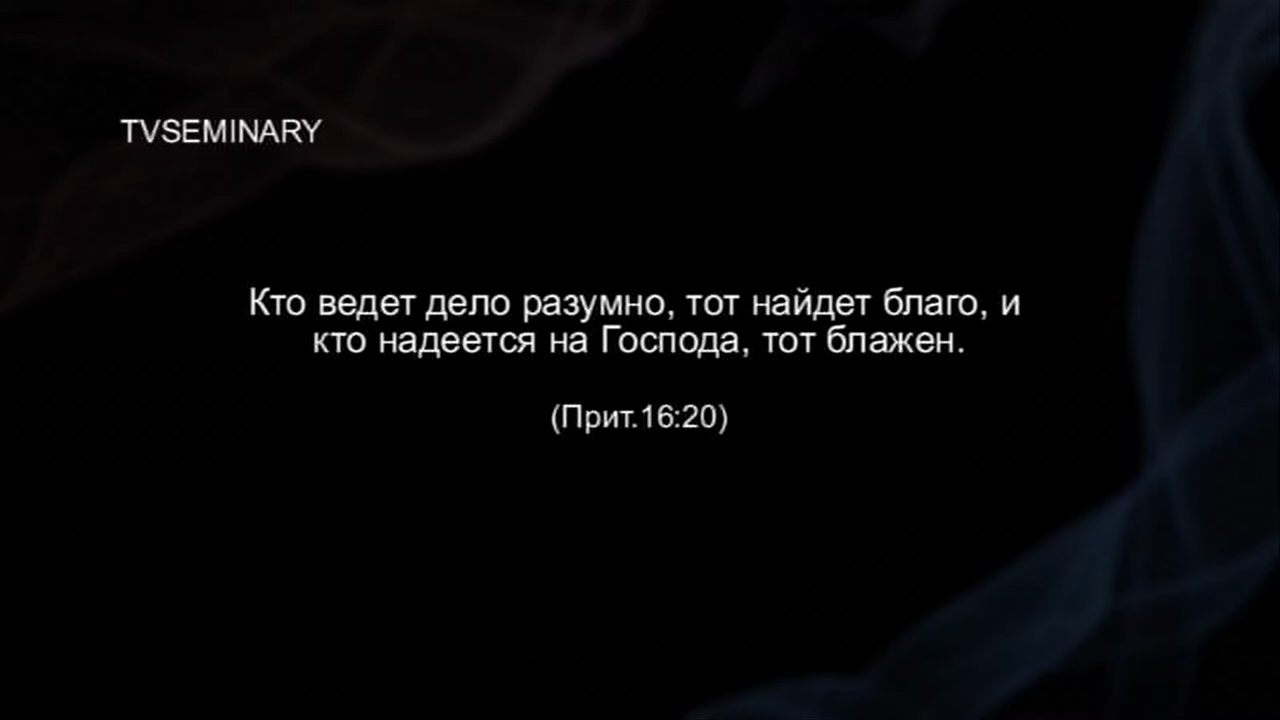 TVSEMINARY
Кто ведет дело разумно, тот найдет благо, и
кто надеется на Господа, тот блажен.
(Прит.16:20)